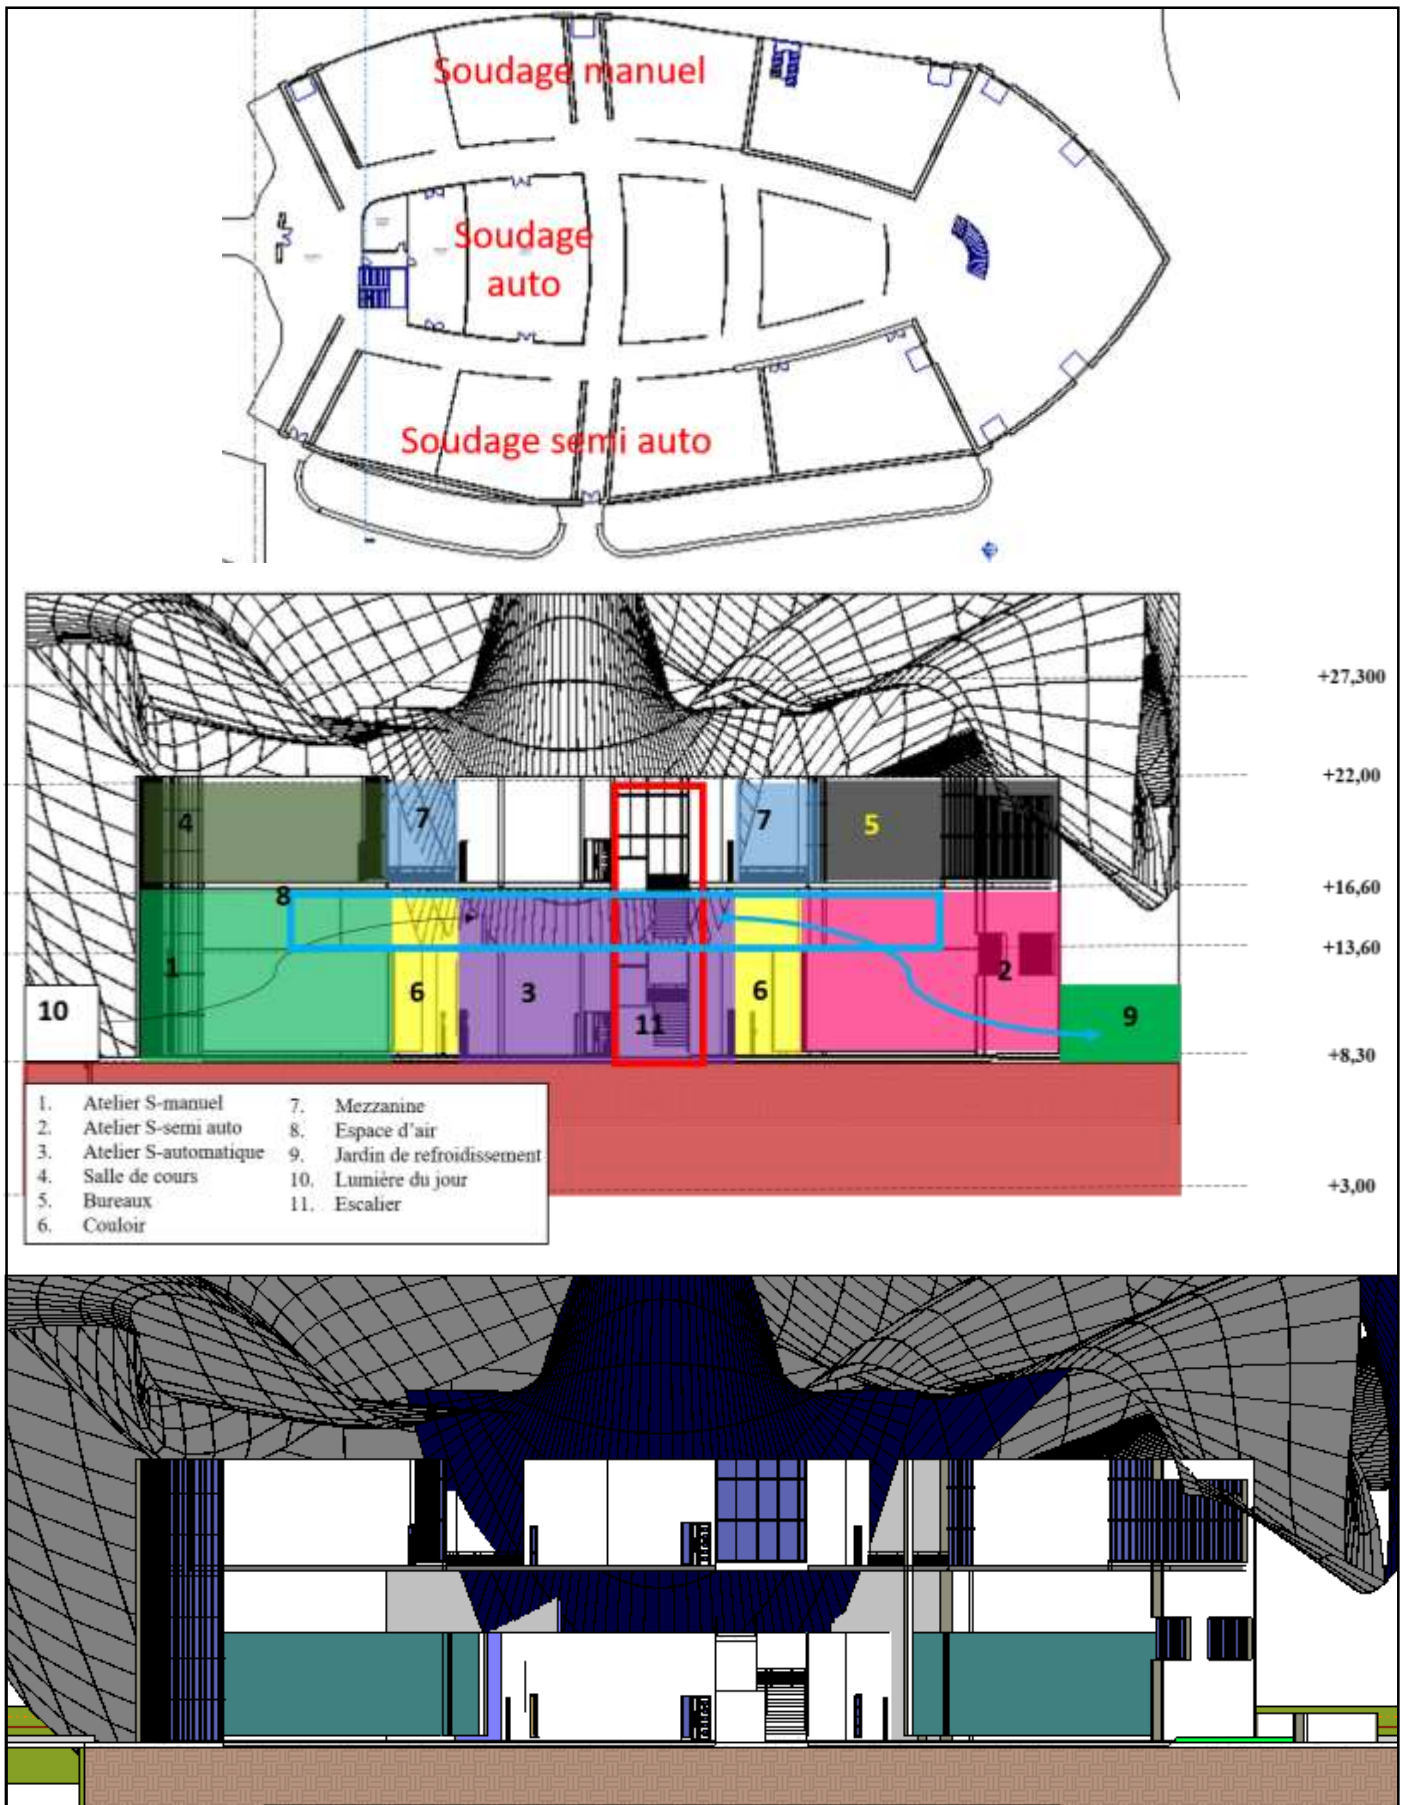 Soudage manuel
Soudage
auto
Soudage semi auto
+27,300
+22,00
4
7
7
5
+16,60
8
+13,60
1
2
6
3
6
10
11
9
+8,30
1. Atelier S-manuel
2. Atelier S-semi auto
3. Atelier S-automatique
4. Salle de cours
5. Bureaux
6. Couloir
7. Mezzanine
8. Espace d'air
9. Jardin de refroidissement
10. Lumière du jour
11. Escalier
+3,00